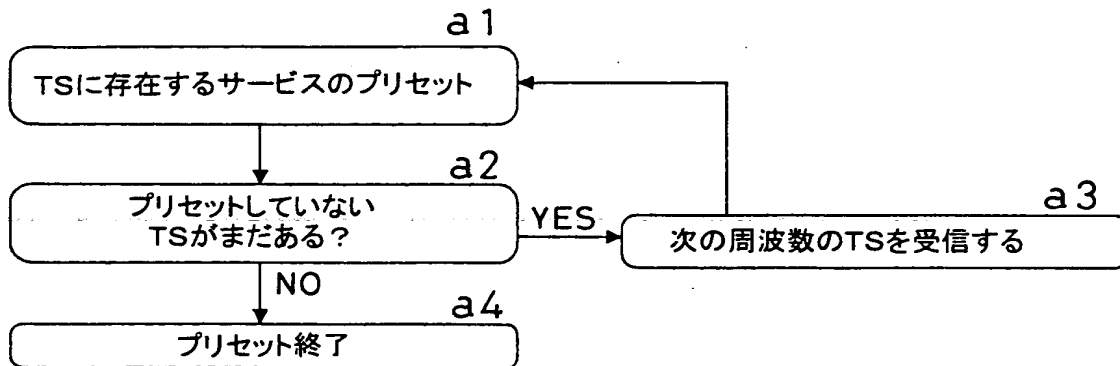 a1
TSに存在するサービスのプリセット
a2
プリセットしていない
TSがまだある?
YES
a3
次の周波数のTSを受信する
NO
a4
プリセット終了